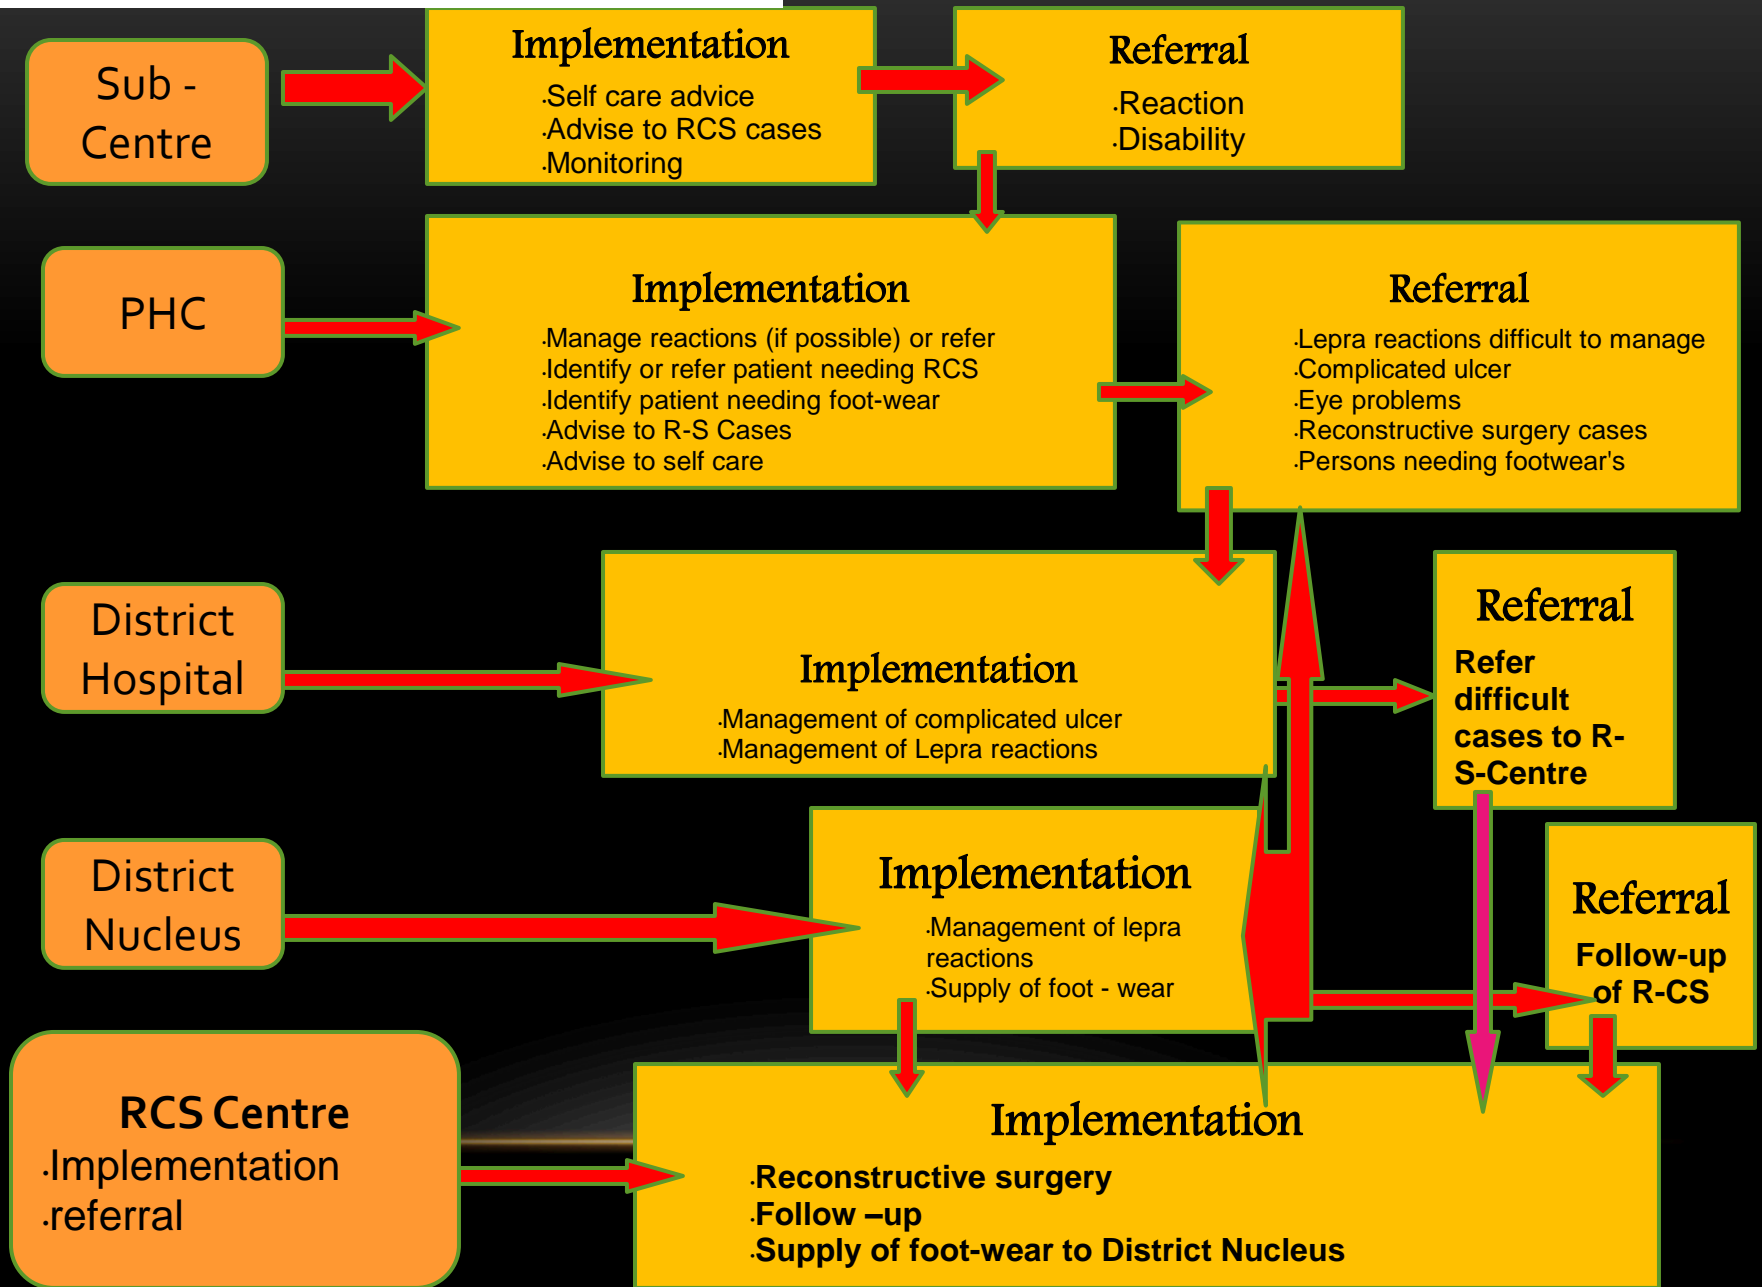 Sub -
Centre
Implementation
.Self care advice
.Advise to RCS cases
.Monitoring
Referral
.Reaction
.Disability
PHC
Implementation
.Manage reactions (if possible) or refer
.Identify or refer patient needing RCS
.Identify patient needing foot-wear
.Advise to R-S Cases
.Advise to self care
Referral
.Lepra reactions difficult to manage
.Complicated ulcer
.Eye problems
.Reconstructive surgery cases
.Persons needing footwear's
District
Hospital
Implementation
.Management of complicated ulcer
.Management of Lepra reactions
Referral
Refer
difficult
cases to R-
S-Centre
District
Nucleus
Implementation
.Management of lepra
reactions
.Supply of foot - wear
Referral
Follow-up
of R-CS
RCS Centre
.Implementation
.referral
Implementation
.Reconstructive surgery
.Follow –up
.Supply of foot-wear to District Nucleus